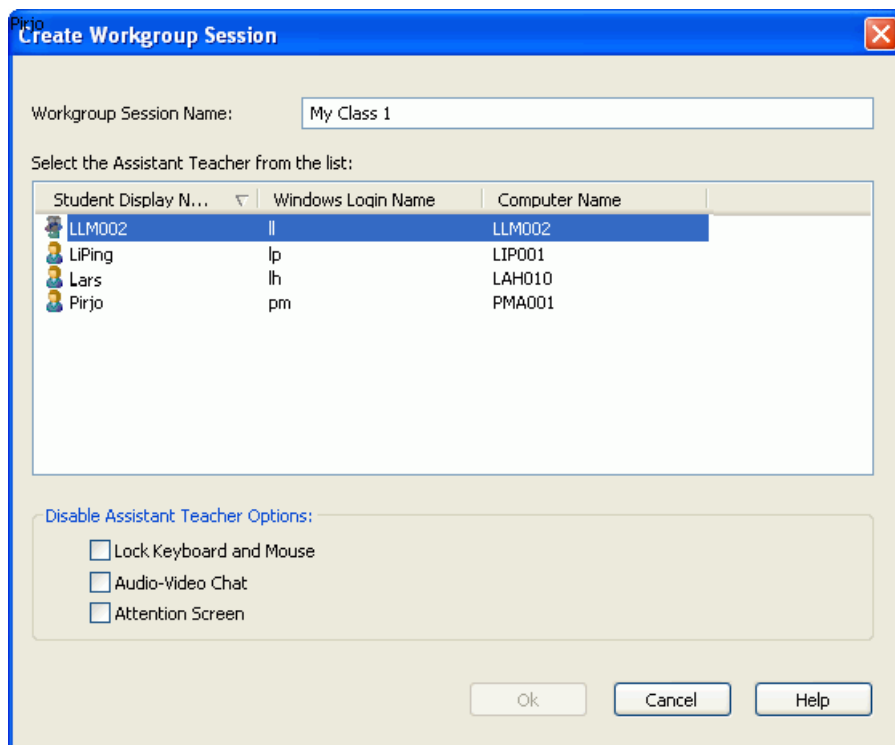 Pirjo
Create Workgroup Session
Workgroup Session Name: My Class 1
Select the Assistant Teacher from the list:
Student Display N... Windows Login Name Computer Name
LLM002 ll LLM002
LiPing lp LIP001
Lars lh LAH010
Pirjo pm PMA001
Disable Assistant Teacher Options:
Lock Keyboard and Mouse
Audio-Video Chat
Attention Screen
Ok Cancel Help